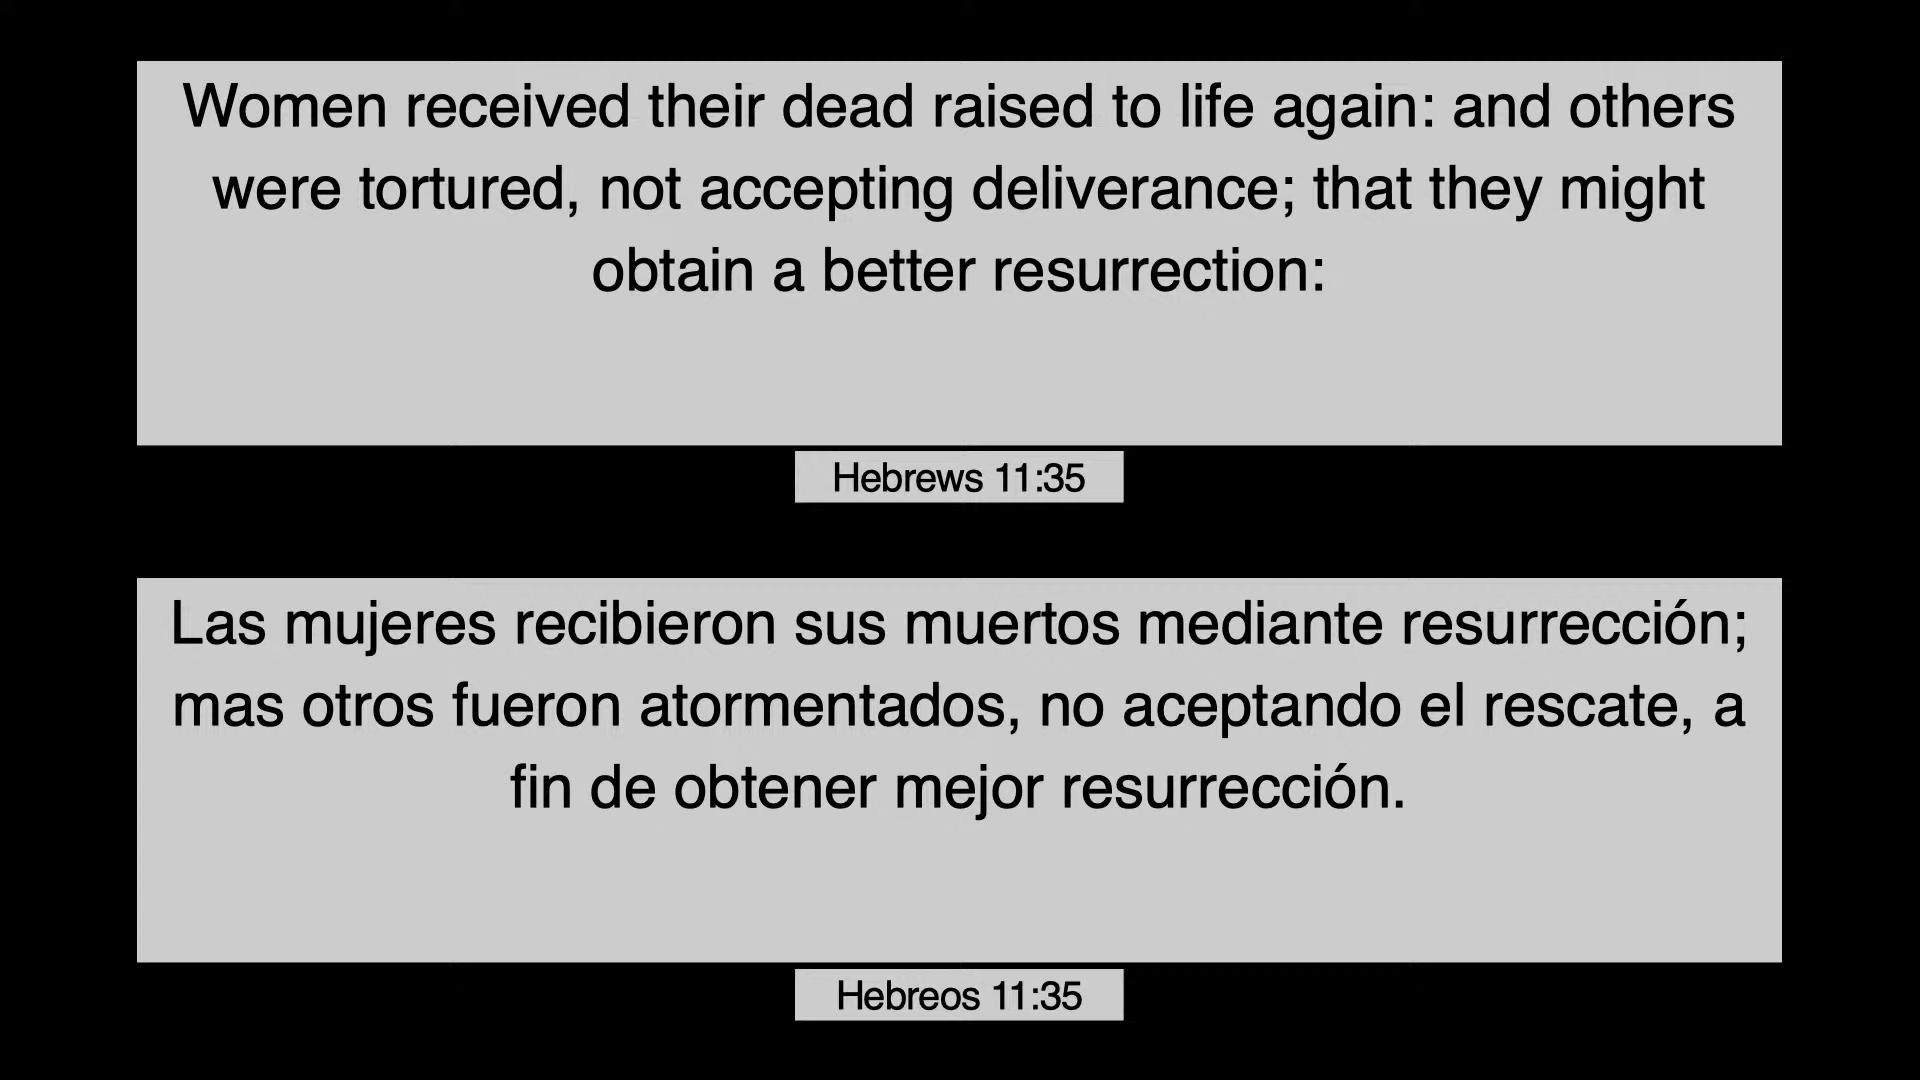 Women received their dead raised to life again: and others
were tortured, not accepting deliverance; that they might
obtain a better resurrection:
Hebrews 11:35
Las mujeres recibieron sus muertos mediante resurrección;
mas otros fueron atormentados, no aceptando el rescate, a
fin de obtener mejor resurrección.
Hebreos 11:35